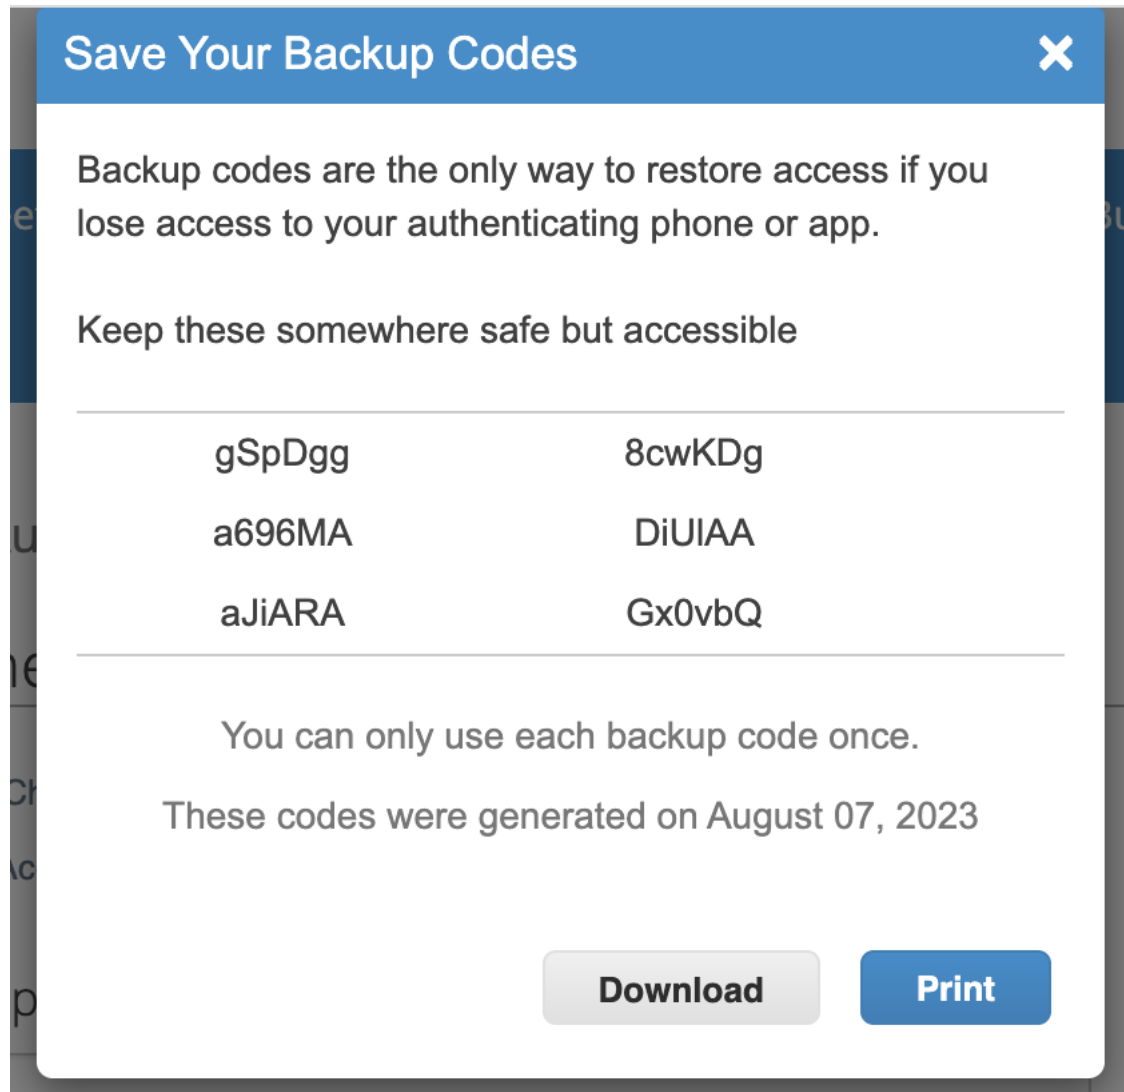 Save Your Backup Codes
Backup codes are the only way to restore access if you
lose access to your authenticating phone or app.
Keep these somewhere safe but accessible
gSpDgg 8cwKDg
a696MA DiUlAA
aJiARA Gx0vbQ
You can only use each backup code once.
These codes were generated on August 07, 2023
Download Print